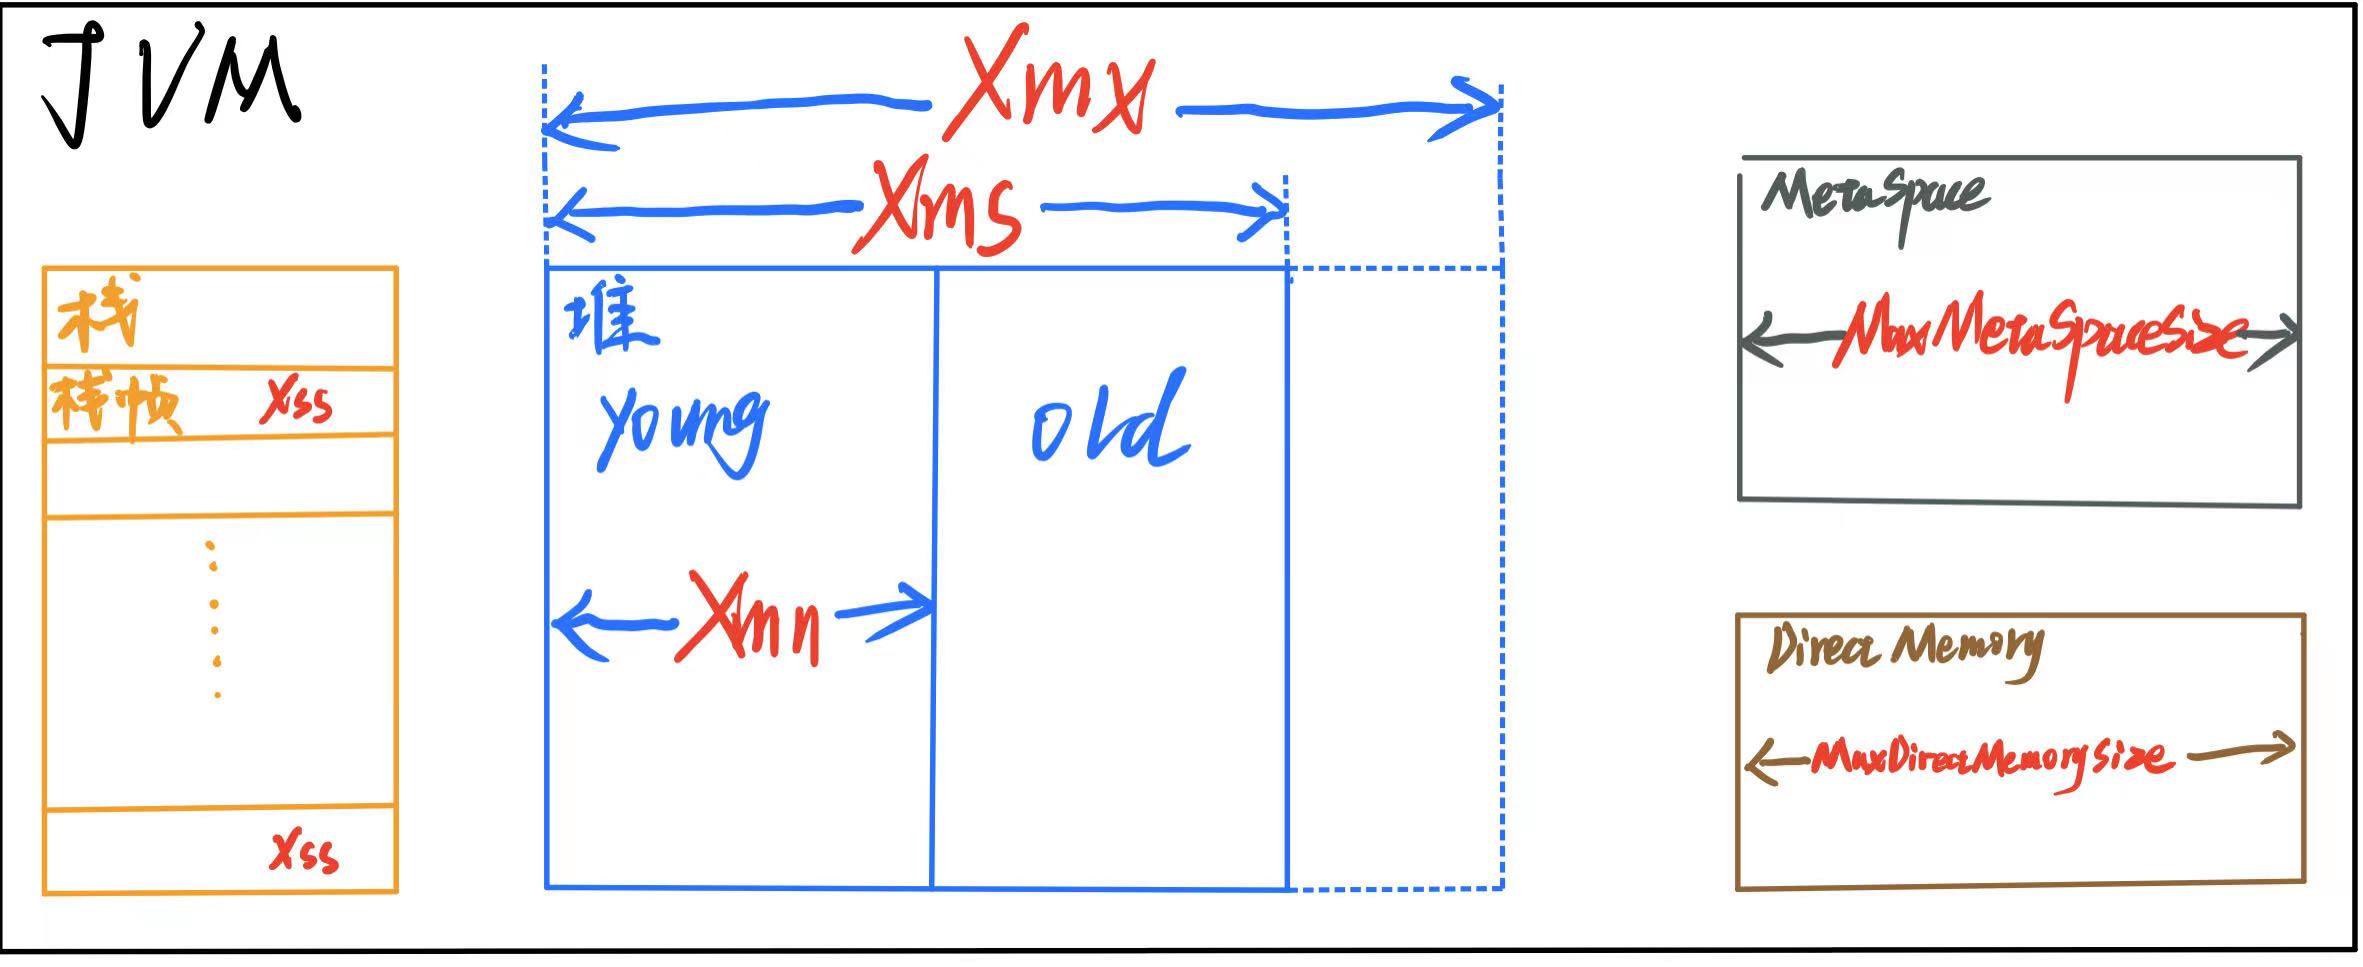 JVM
Xmx
Xms
栈
栈帧 Xss
Xss
堆
Young
Old
Xmn
MetaSpace
MaxMetaSpaceSize
Direct Memory
MaxDirectMemorySize